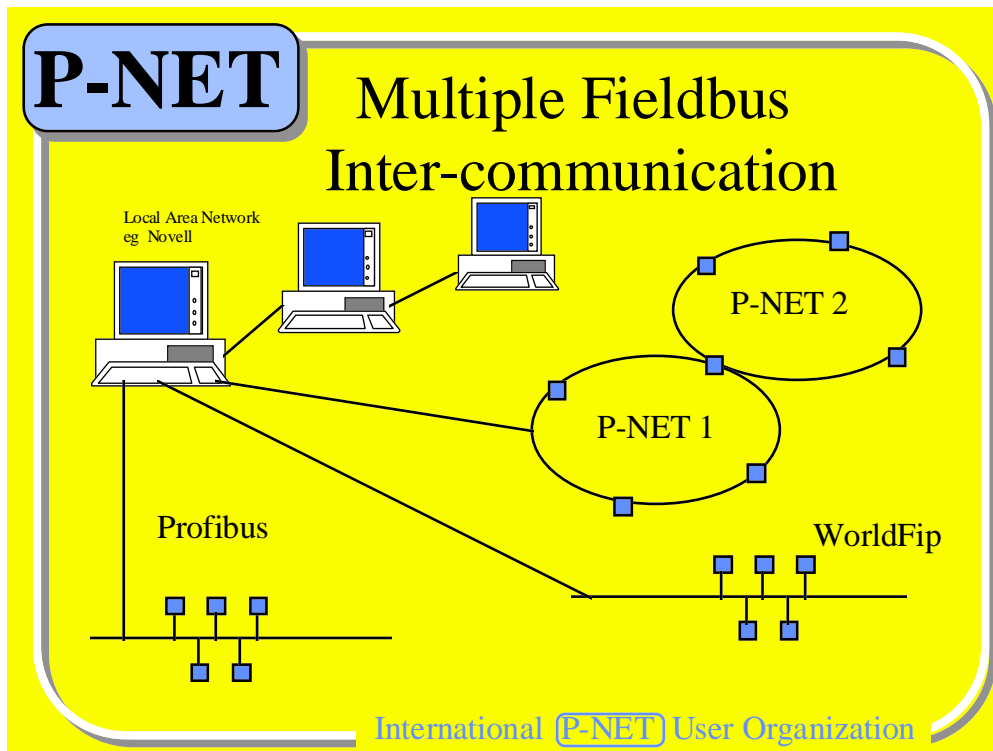 P-NET
Multiple Fieldbus
Inter-communication
Local Area Network
eg Novell
P-NET 2
P-NET 1
Profibus
WorldFip
International P-NET User Organization